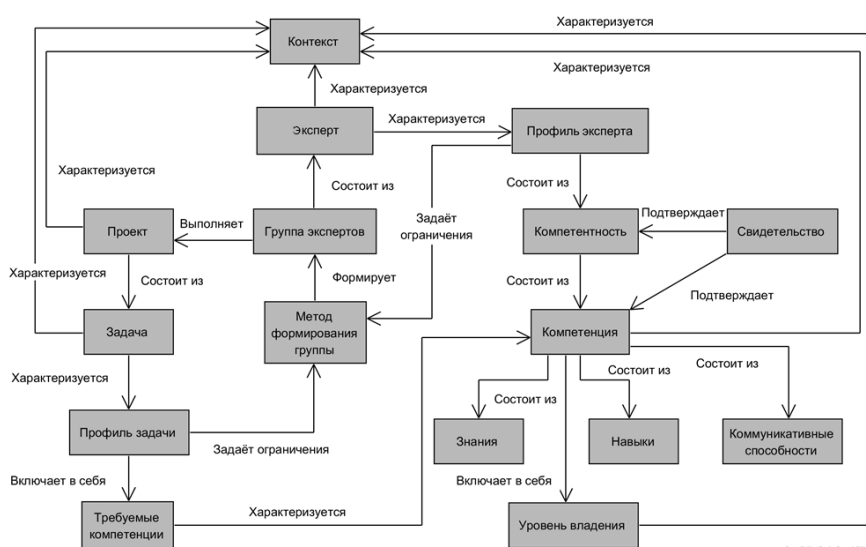 Характеризуется
Контекст
Характеризуется
Характеризуется
Эксперт
Характеризуется
Профиль эксперта
Характеризуется
Состоит из
Состоит из
Проект
Выполняет
Группа экспертов
Задаёт
ограничения
Компетентность
Подтверждает
Свидетельство
Характеризуется
Состоит из
Формирует
Состоит из
Подтверждает
Задача
Метод
формирования
группы
Компетенция
Характеризуется
Состоит из
Состоит из
Состоит из
Профиль задачи
Задаёт ограничения
Знания
Навыки
Коммуникативные
способности
Включает в себя
Включает в себя
Требуемые
компетенции
Характеризуется
Уровень владения